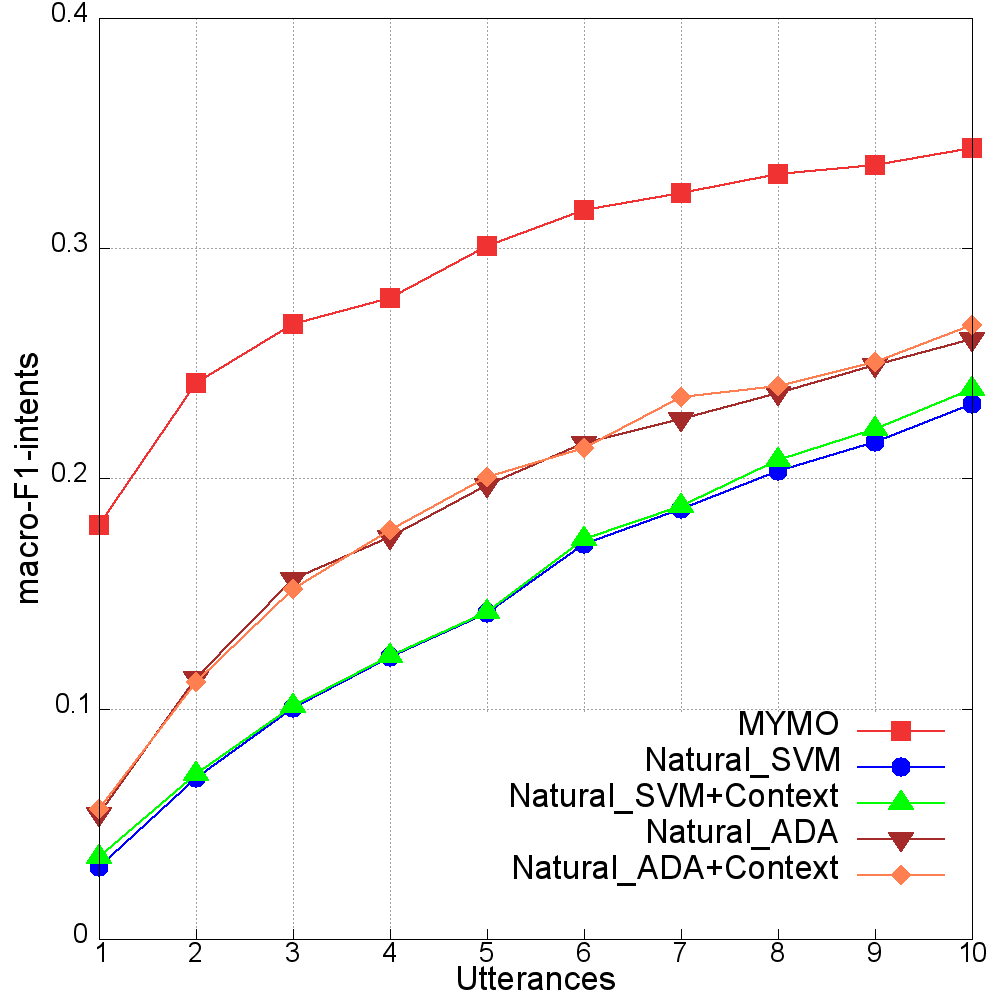 0.4
0.3
0.2
0.1
0
macro-F1-intents
MYMO
Natural_SVM
Natural_SVM+Context
Natural_ADA
Natural_ADA+Context
1 2 3 4 5 6 7 8 9 10
Utterances